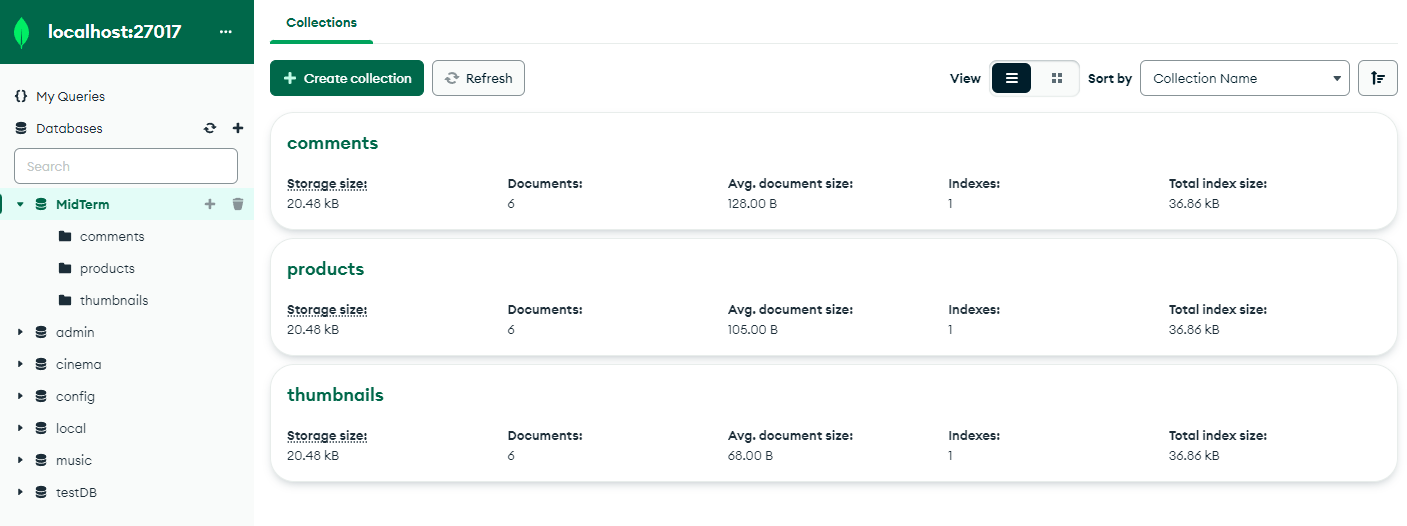 localhost:27017 ...
{} My Queries
Databases
Search
MidTerm
comments
products
thumbnails
admin
cinema
config
local
music
testDB
Collections
+ Create collection
Refresh
View
Sort by
Collection Name
comments
Storage size: Documents: Avg. document size: Indexes: Total index size:
20.48 kB 6 128.00 B 1 36.86 kB
products
Storage size: Documents: Avg. document size: Indexes: Total index size:
20.48 kB 6 105.00 B 1 36.86 kB
thumbnails
Storage size: Documents: Avg. document size: Indexes: Total index size:
20.48 kB 6 68.00 B 1 36.86 kB